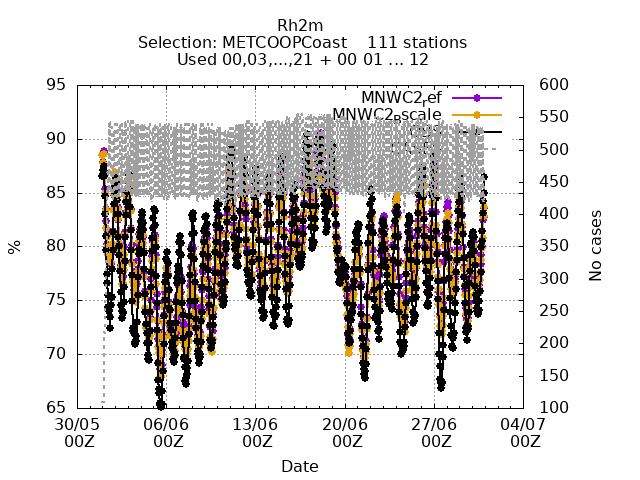 Rh2m
Selection: METCOOPCoast 111 stations
Used 00,03,...,21 + 00 01 ... 12
MNWC2ref
MNWC2pscale
95
90
85
80
75
70
65
%
600
550
500
450
400
350
300
250
200
150
100
No cases
30/05 06/06 13/06 20/06 27/06 04/07
00Z 00Z 00Z 00Z 00Z 00Z
Date